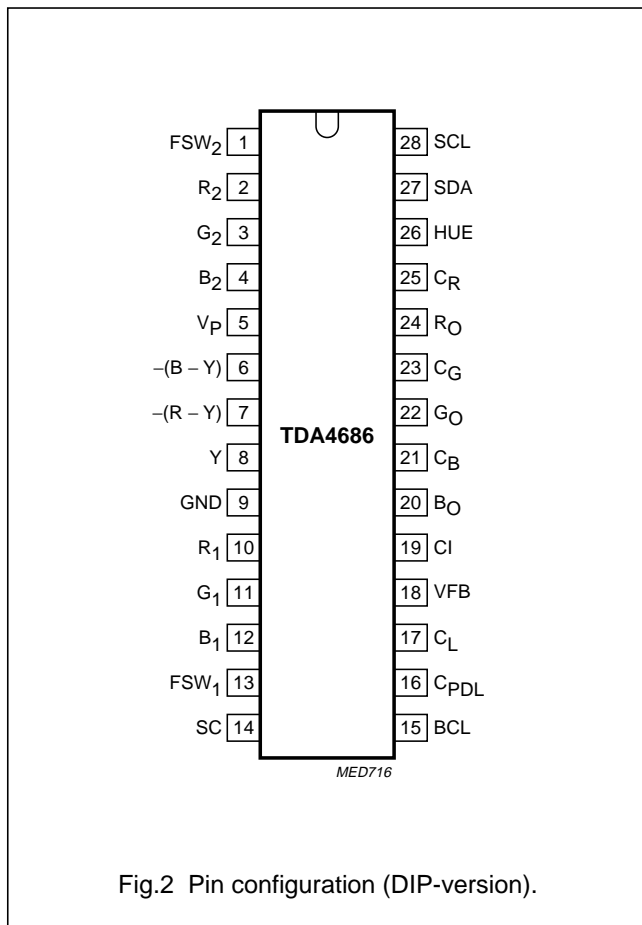 FSW2 1 28 SCL
R2 2 27 SDA
G2 3 26 HUE
B2 4 25 CR
VP 5 24 RO
−(B − Y) 6 23 CG
−(R − Y) 7 22 GO
TDA4686
Y 8 21 CB
GND 9 20 BO
R1 10 19 CI
G1 11 18 VFB
B1 12 17 CL
FSW1 13 16 CPDL
SC 14 15 BCL
MED716
Fig.2 Pin configuration (DIP-version).